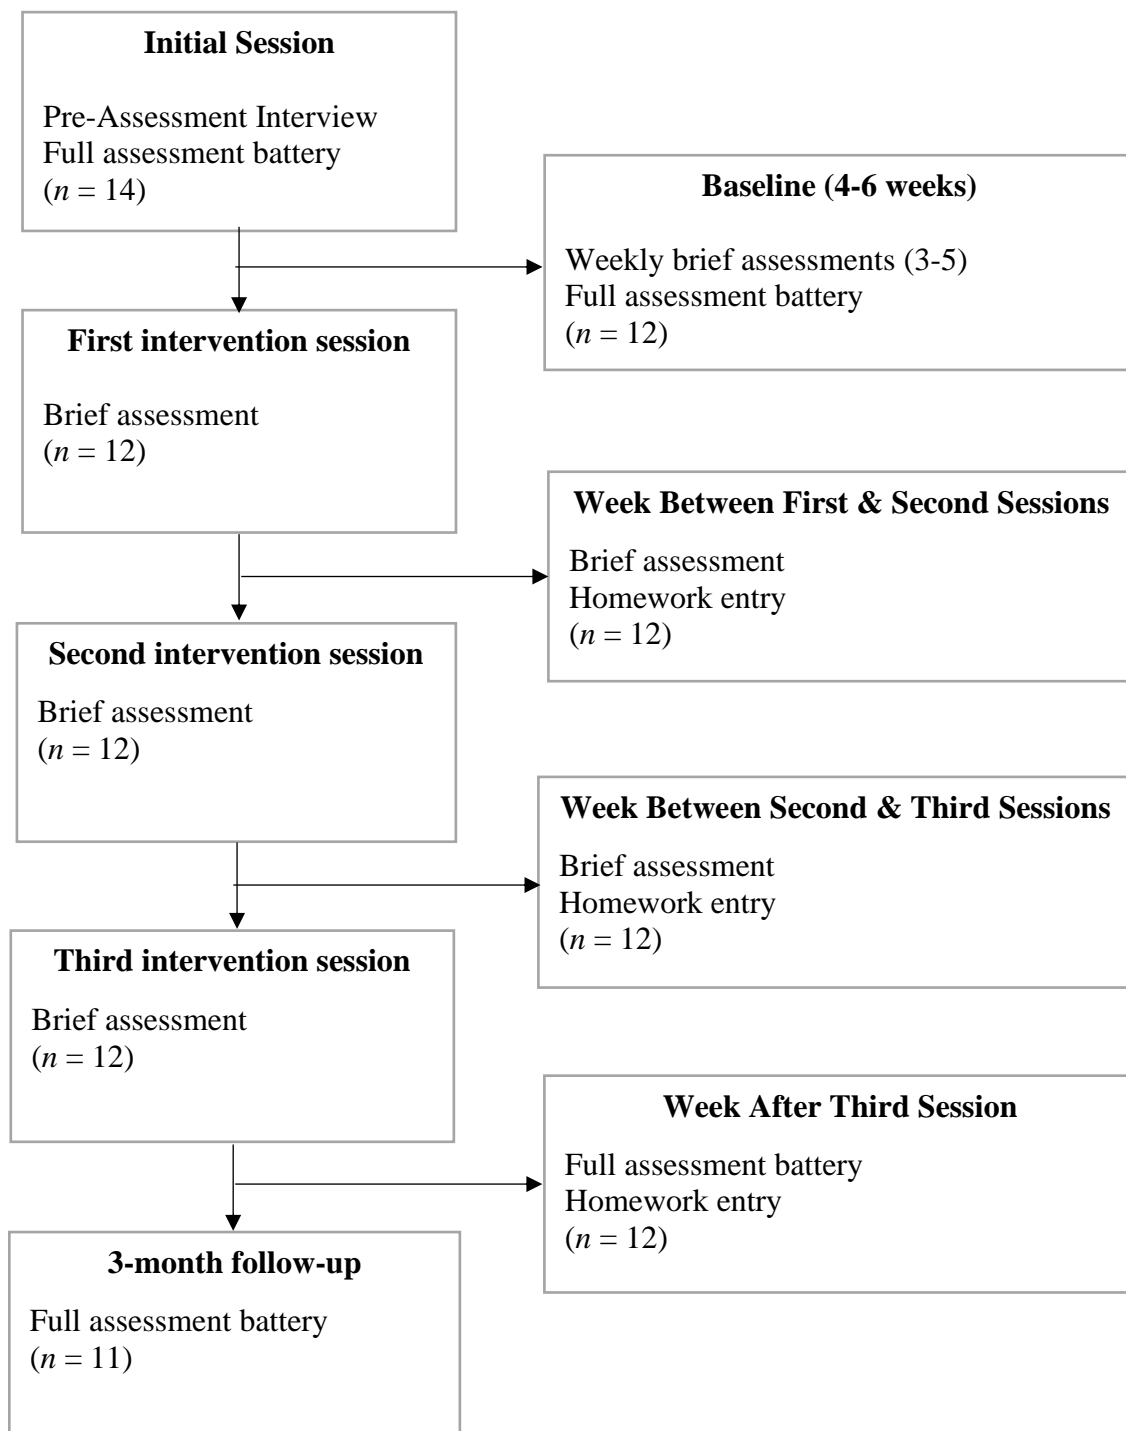 Initial Session
Pre-Assessment Interview
Full assessment battery
(n = 14)
Baseline (4-6 weeks)
Weekly brief assessments (3-5)
Full assessment battery
(n = 12)
First intervention session
Brief assessment
(n = 12)
Week Between First & Second Sessions
Brief assessment
Homework entry
(n = 12)
Second intervention session
Brief assessment
(n = 12)
Week Between Second & Third Sessions
Brief assessment
Homework entry
(n = 12)
Third intervention session
Brief assessment
(n = 12)
Week After Third Session
Full assessment battery
Homework entry
(n = 12)
3-month follow-up
Full assessment battery
(n = 11)